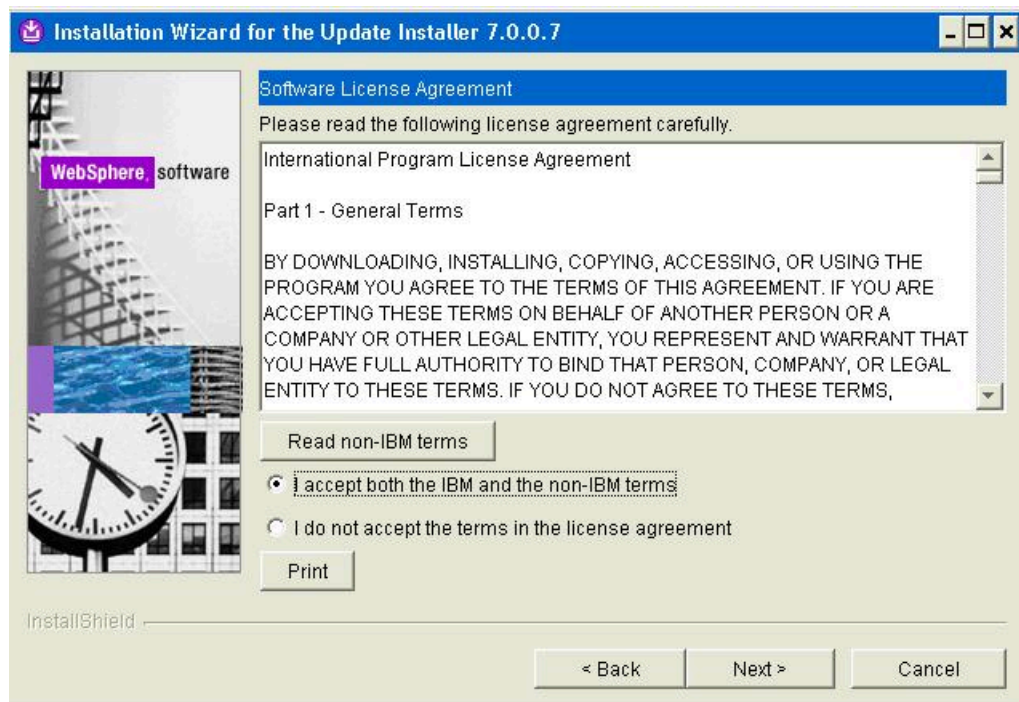 Installation Wizard for the Update Installer 7.0.0.7
WebSphere, software
Software License Agreement
Please read the following license agreement carefully.
International Program License Agreement
Part 1 - General Terms
BY DOWNLOADING, INSTALLING, COPYING, ACCESSING, OR USING THE
PROGRAM YOU AGREE TO THE TERMS OF THIS AGREEMENT. IF YOU ARE
ACCEPTING THESE TERMS ON BEHALF OF ANOTHER PERSON OR A
COMPANY OR OTHER LEGAL ENTITY, YOU REPRESENT AND WARRANT THAT
YOU HAVE FULL AUTHORITY TO BIND THAT PERSON, COMPANY, OR LEGAL
ENTITY TO THESE TERMS. IF YOU DO NOT AGREE TO THESE TERMS,
Read non-IBM terms
I accept both the IBM and the non-IBM terms
I do not accept the terms in the license agreement
Print
InstallShield
< Back
Next >
Cancel